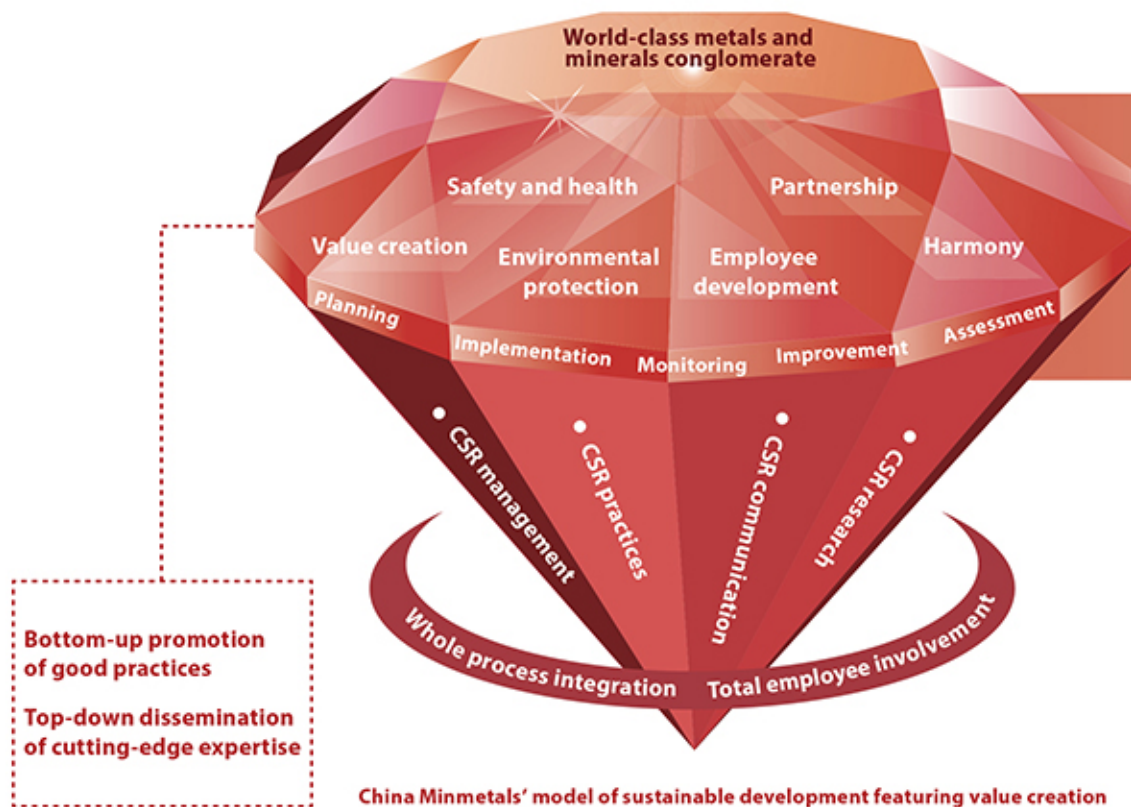 World-class metals and
minerals conglomerate
Safety and health
Partnership
Value creation
Environmental
protection
Employee
development
Harmony
Planning
Implementation
Monitoring
Improvement
Assessment
• CSR management
• CSR practices
• CSR communication
• CSR research
Whole process integration
Total employee involvement
Bottom-up promotion
of good practices
Top-down dissemination
of cutting-edge expertise
China Minmetals’ model of sustainable development featuring value creation